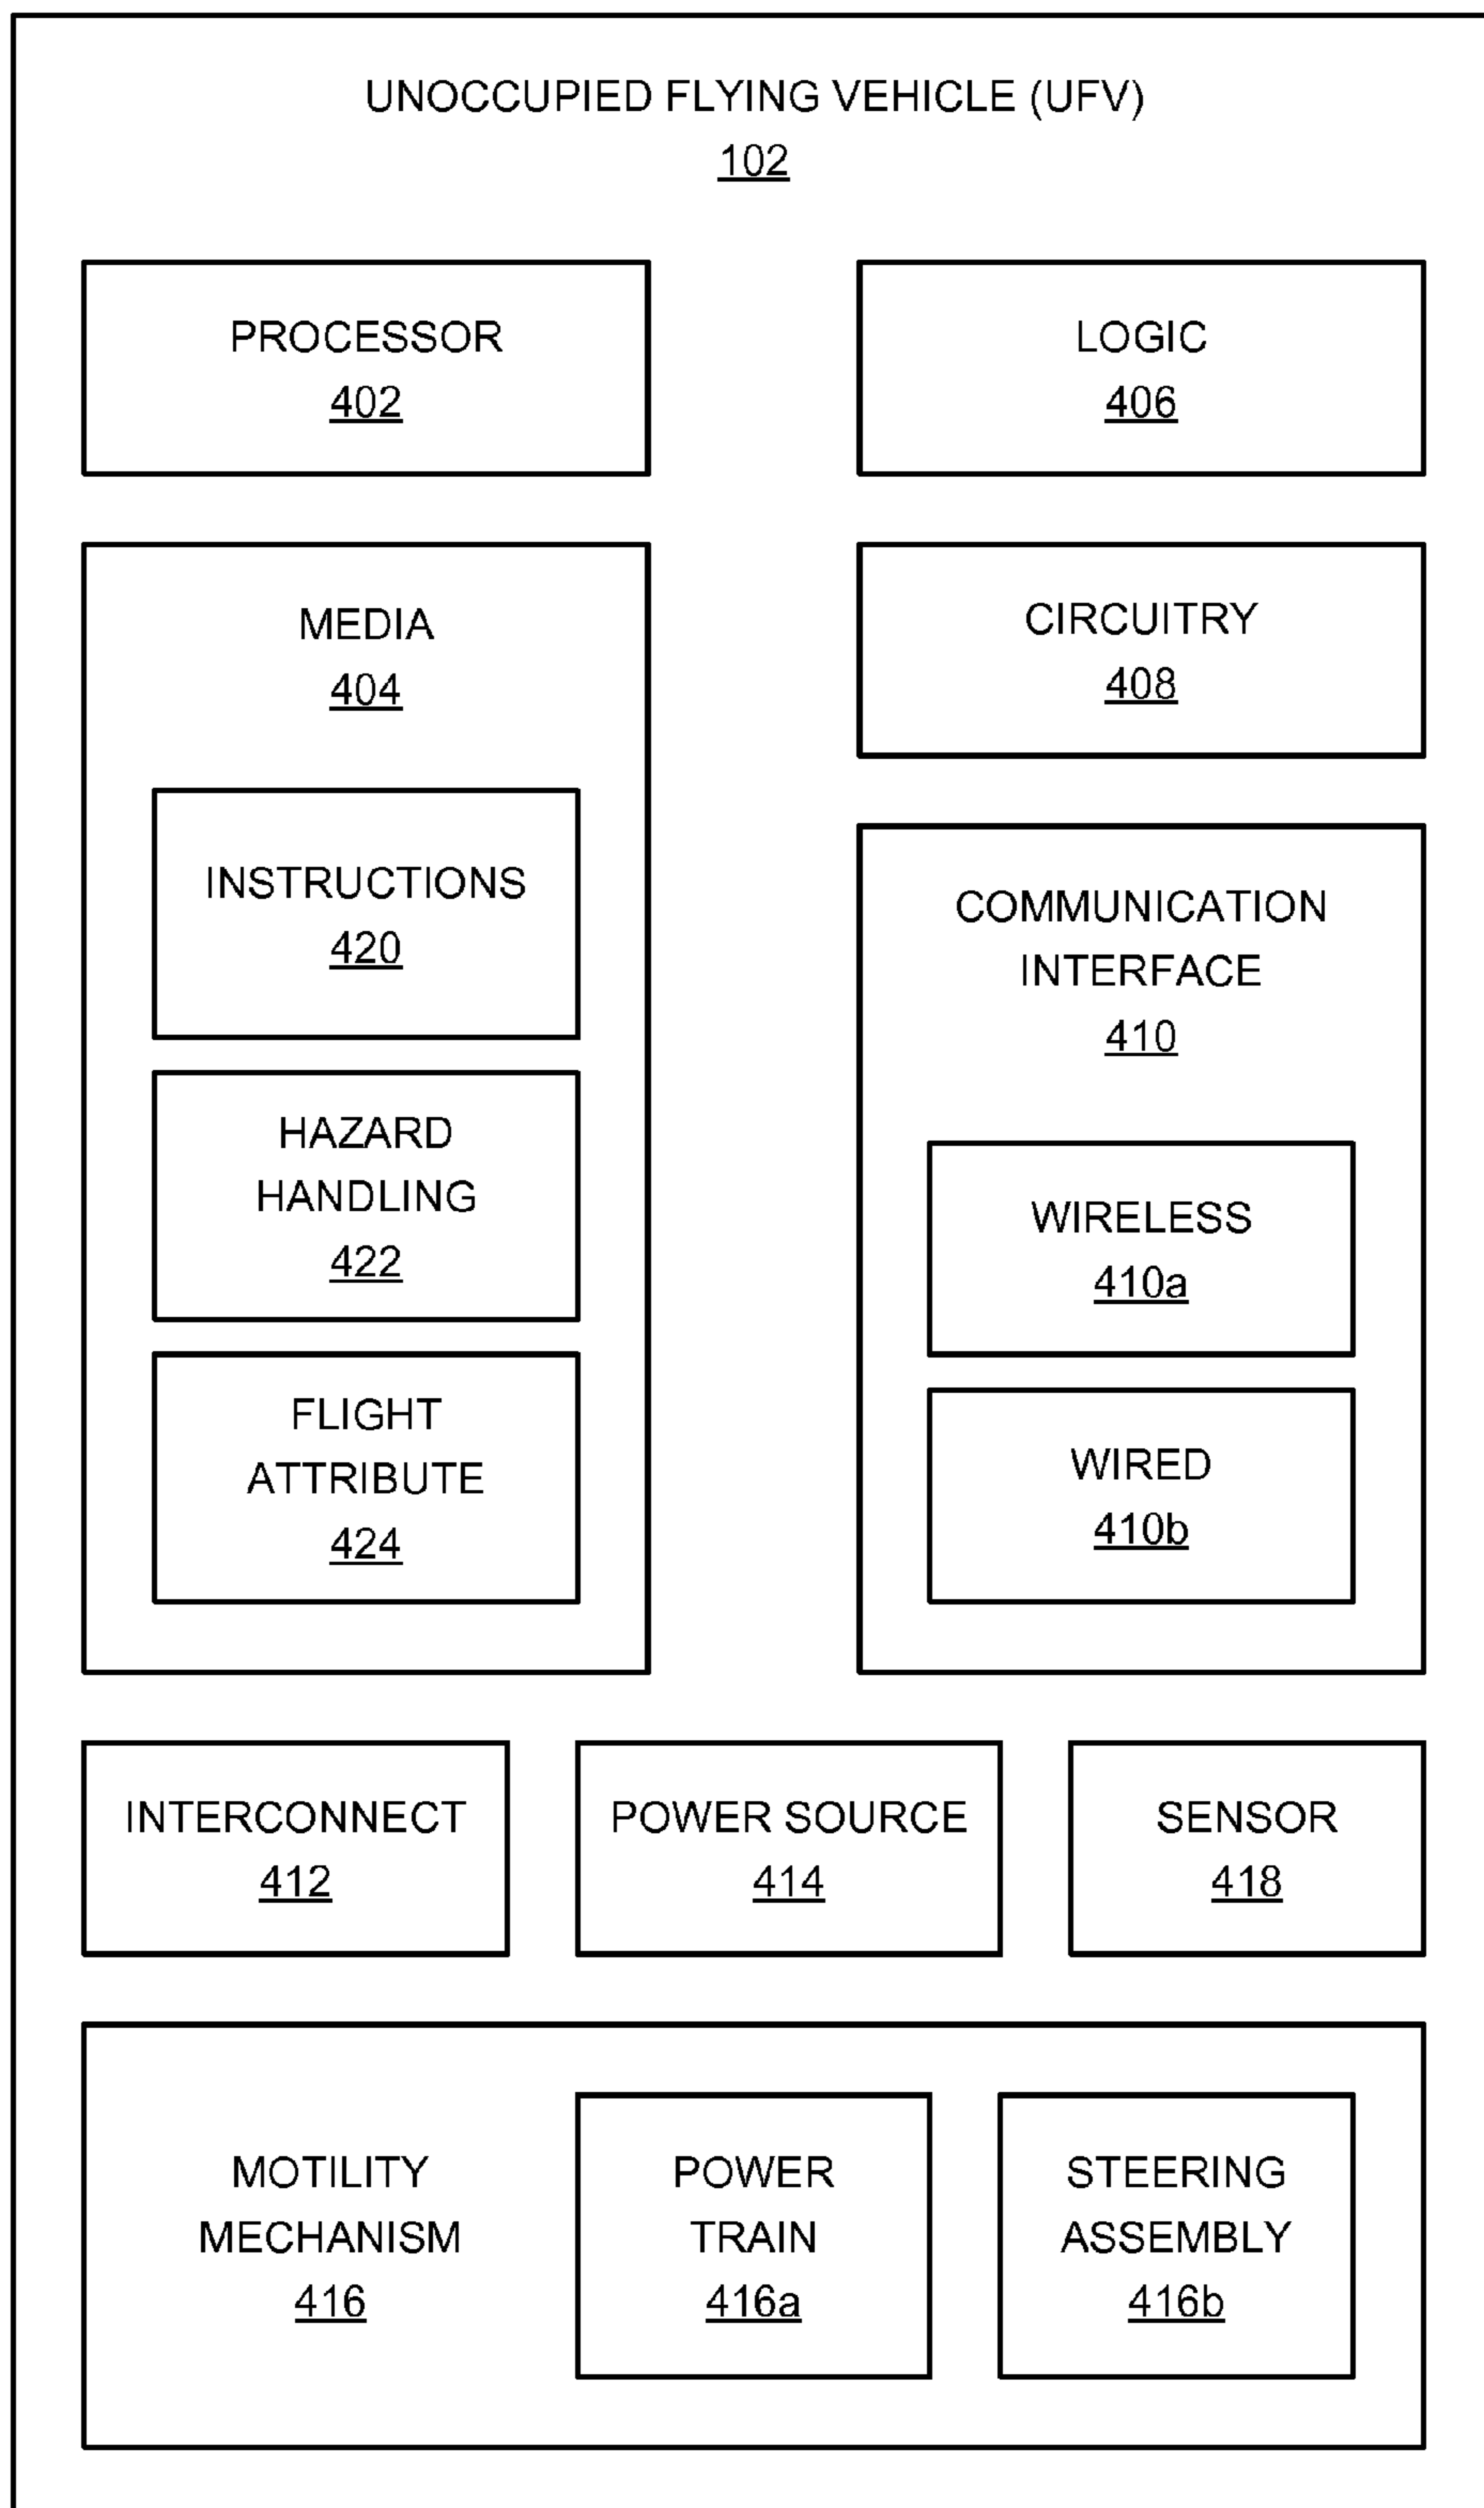 UNOCCUPIED FLYING VEHICLE (UFV)
102
PROCESSOR
402
LOGIC
406
MEDIA
404
CIRCUITRY
408
INSTRUCTIONS
420
HAZARD
HANDLING
422
FLIGHT
ATTRIBUTE
424
COMMUNICATION
INTERFACE
410
WIRELESS
410a
WIRED
410b
INTERCONNECT
412
POWER SOURCE
414
SENSOR
418
MOTILITY
MECHANISM
416
POWER
TRAIN
416a
STEERING
ASSEMBLY
416b